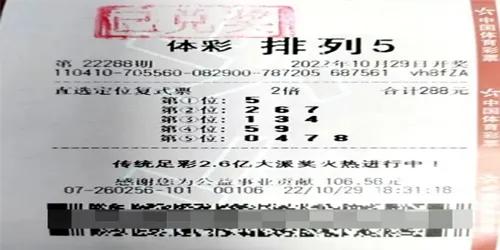 已兑奖
体彩 排列5
第 22288期 2022年10月29日开奖
110410-705560-082900-787205 687561 vh8fZA
直选定位复式票 2倍 合计288元
第①位: 5
第②位: 2 6 7
第③位: 1 3 4
第④位: 5 9
第⑤位: 0 4 7 8
传统足彩2.6亿大派奖火热进行中!
感谢您为公益事业贡献 106.56元
07-260256-101 00106 22/10/29 18:31:18
中国体育彩票
中国体育彩票